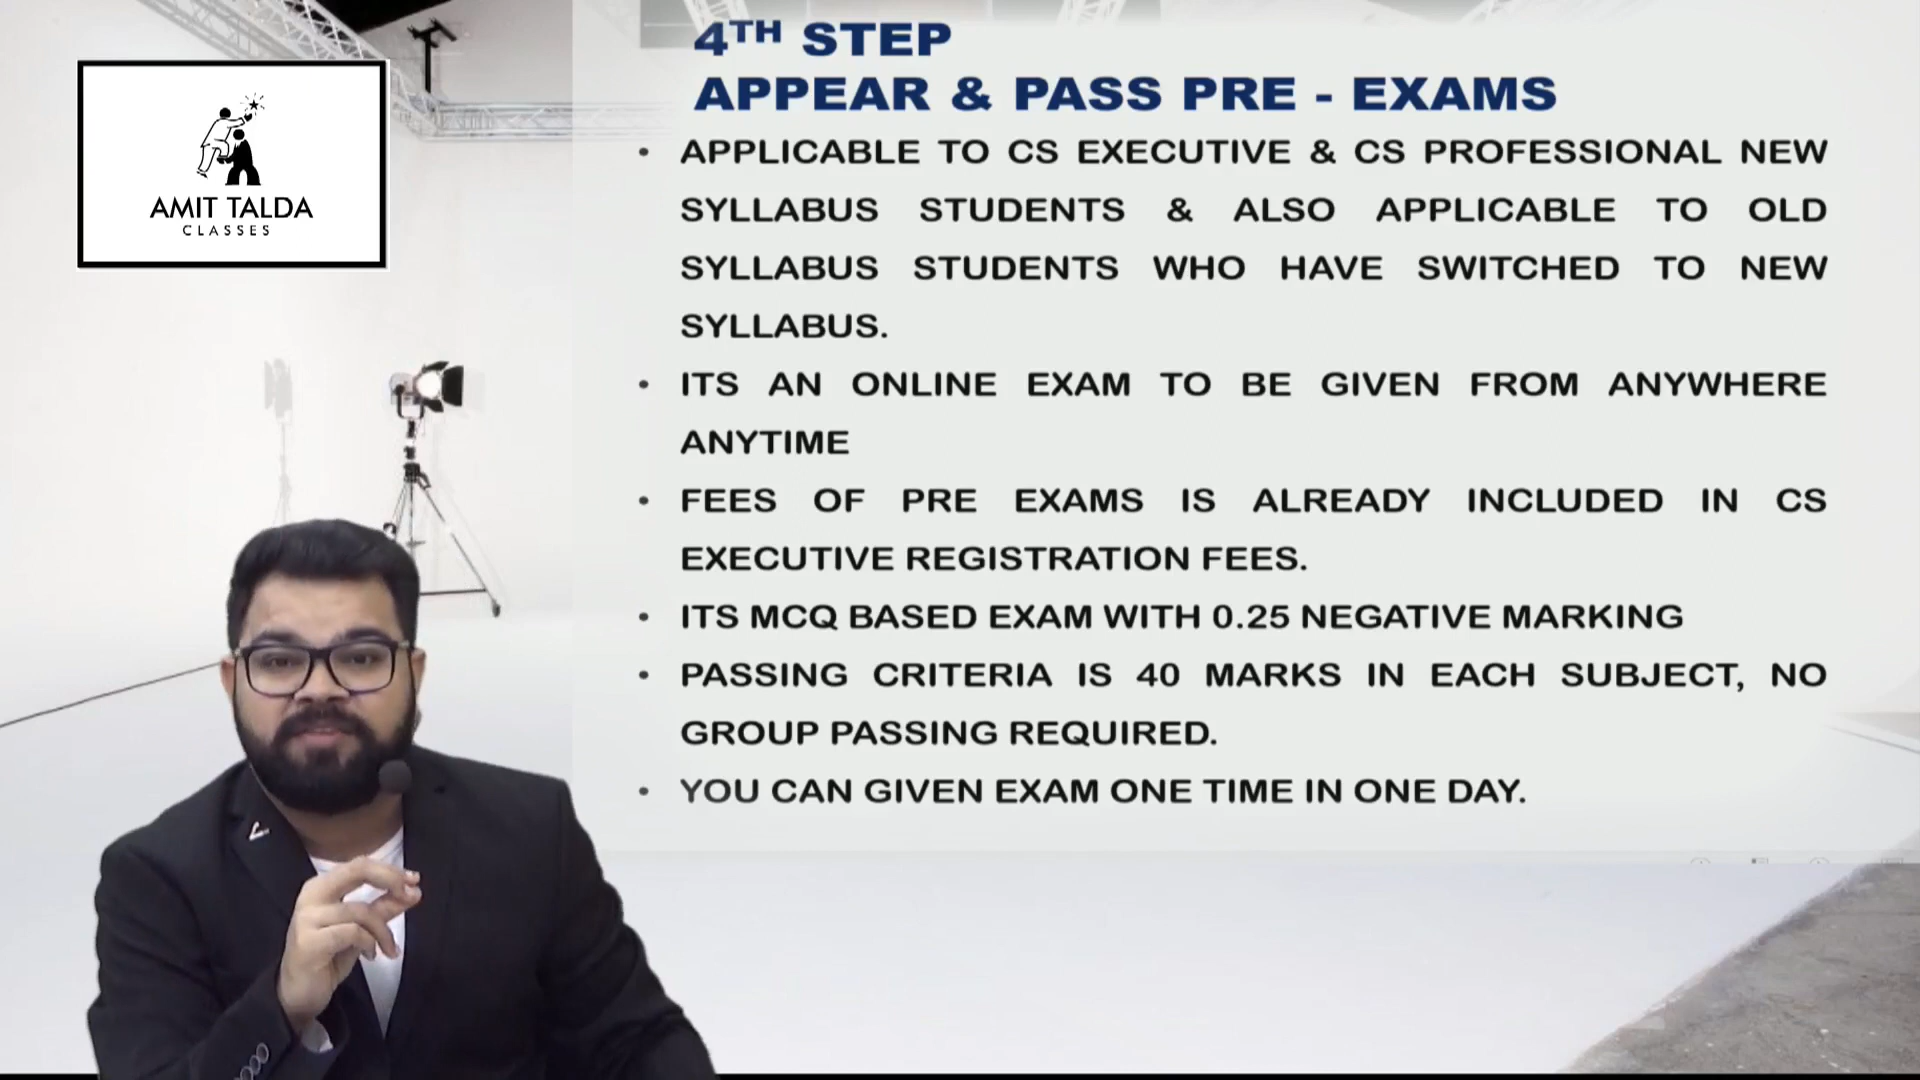 4TH STEP
APPEAR & PASS PRE - EXAMS
AMIT TALDA
CLASSES
• APPLICABLE TO CS EXECUTIVE & CS PROFESSIONAL NEW
SYLLABUS STUDENTS & ALSO APPLICABLE TO OLD
SYLLABUS STUDENTS WHO HAVE SWITCHED TO NEW
SYLLABUS.
• ITS AN ONLINE EXAM TO BE GIVEN FROM ANYWHERE
ANYTIME
• FEES OF PRE EXAMS IS ALREADY INCLUDED IN CS
EXECUTIVE REGISTRATION FEES.
• ITS MCQ BASED EXAM WITH 0.25 NEGATIVE MARKING
• PASSING CRITERIA IS 40 MARKS IN EACH SUBJECT, NO
GROUP PASSING REQUIRED.
• YOU CAN GIVEN EXAM ONE TIME IN ONE DAY.